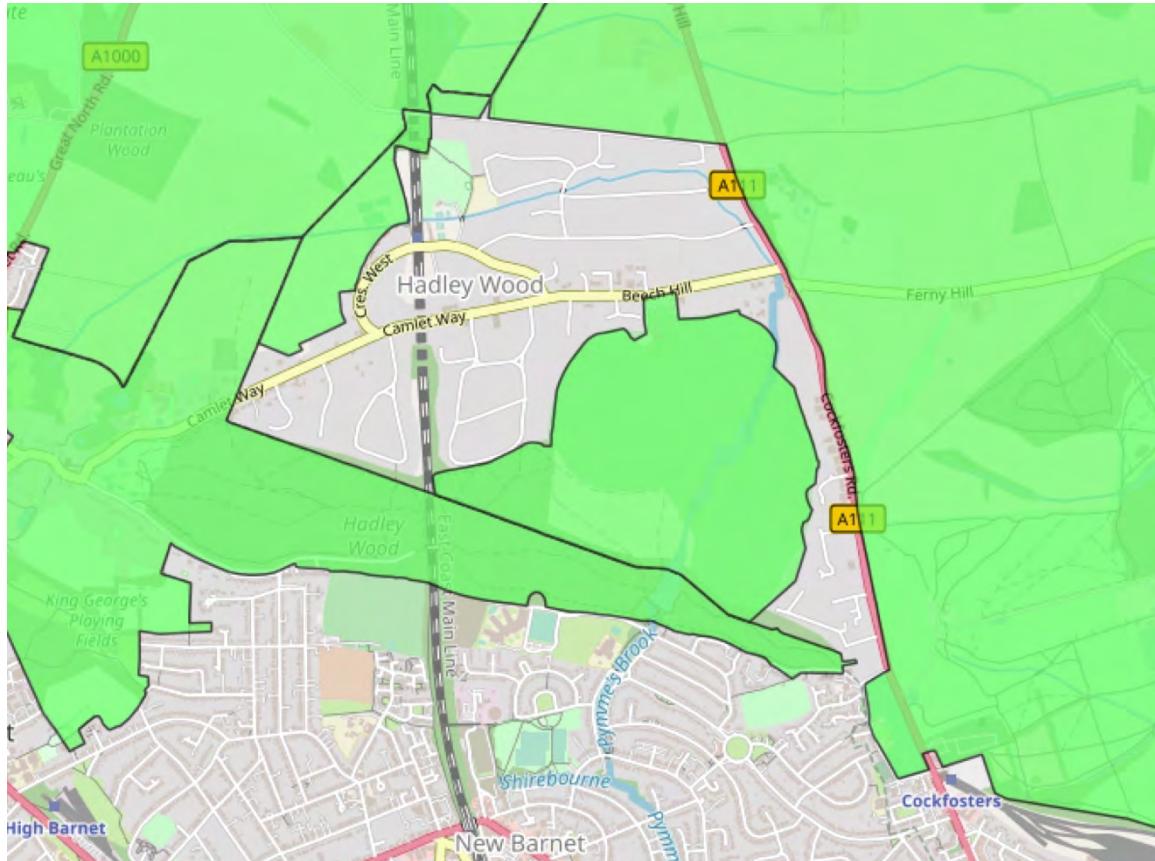 A1000
Great North Rd.
Main Line
Hill
Plantation
Wood
A111
Cres. West
Hadley Wood
Beech Hill
Ferny Hill
Camlet Way
Camlet Way
Cockfosters Rd.
A111
Hadley
Wood
East Coast Main Line
King George's
Playing
Fields
Pymme's Brook
Shirebourne
Cockfosters
High Barnet
New Barnet